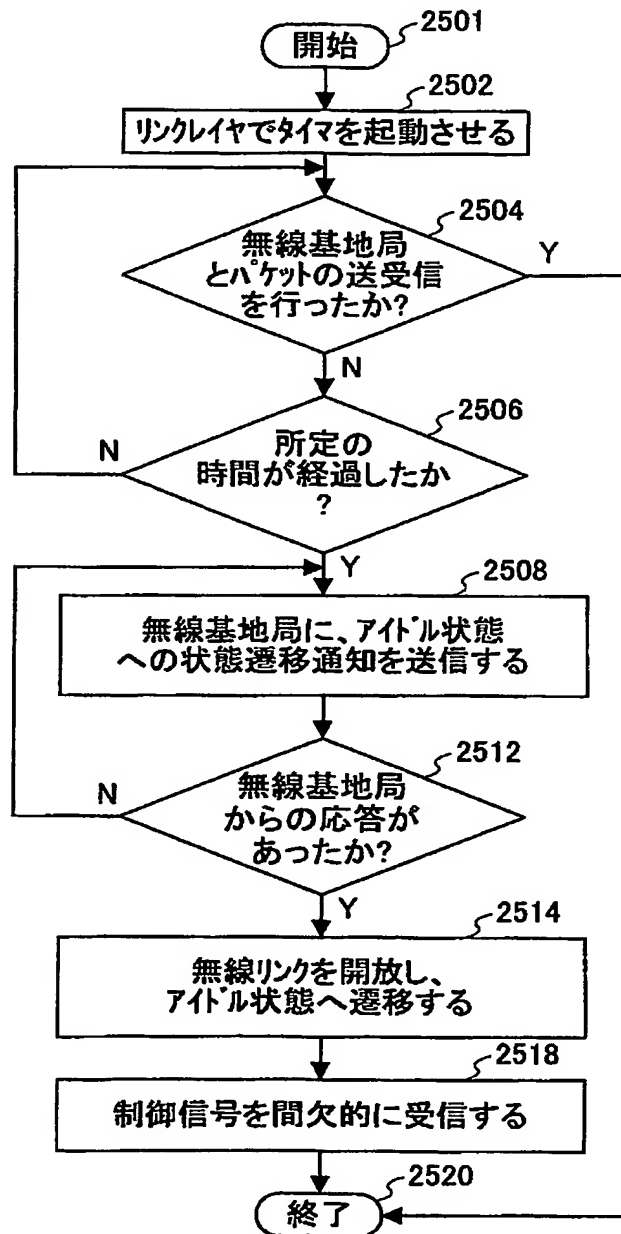 2501
開始
2502
リンクレイヤでタイマを起動させる
2504
無線基地局
とパケットの送受信
を行ったか?
Y
N
2506
所定の
時間が経過したか
?
N
Y
2508
無線基地局に、アイドル状態
への状態遷移通知を送信する
2512
無線基地局
からの応答が
あったか?
N
Y
2514
無線リンクを開放し、
アイドル状態へ遷移する
2518
制御信号を間欠的に受信する
2520
終了